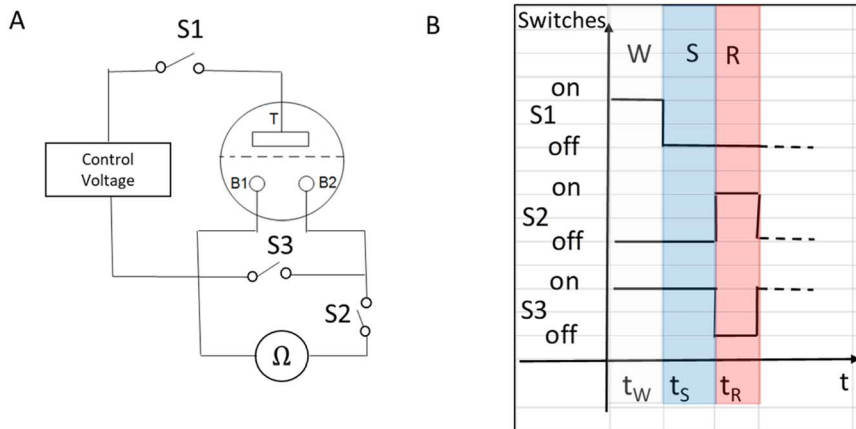 A
S1
T
Control
Voltage
B1
B2
S3
S2
Ω
B
Switches
W S R
on
S1
off
on
S2
off
on
S3
off
tW tS tR t